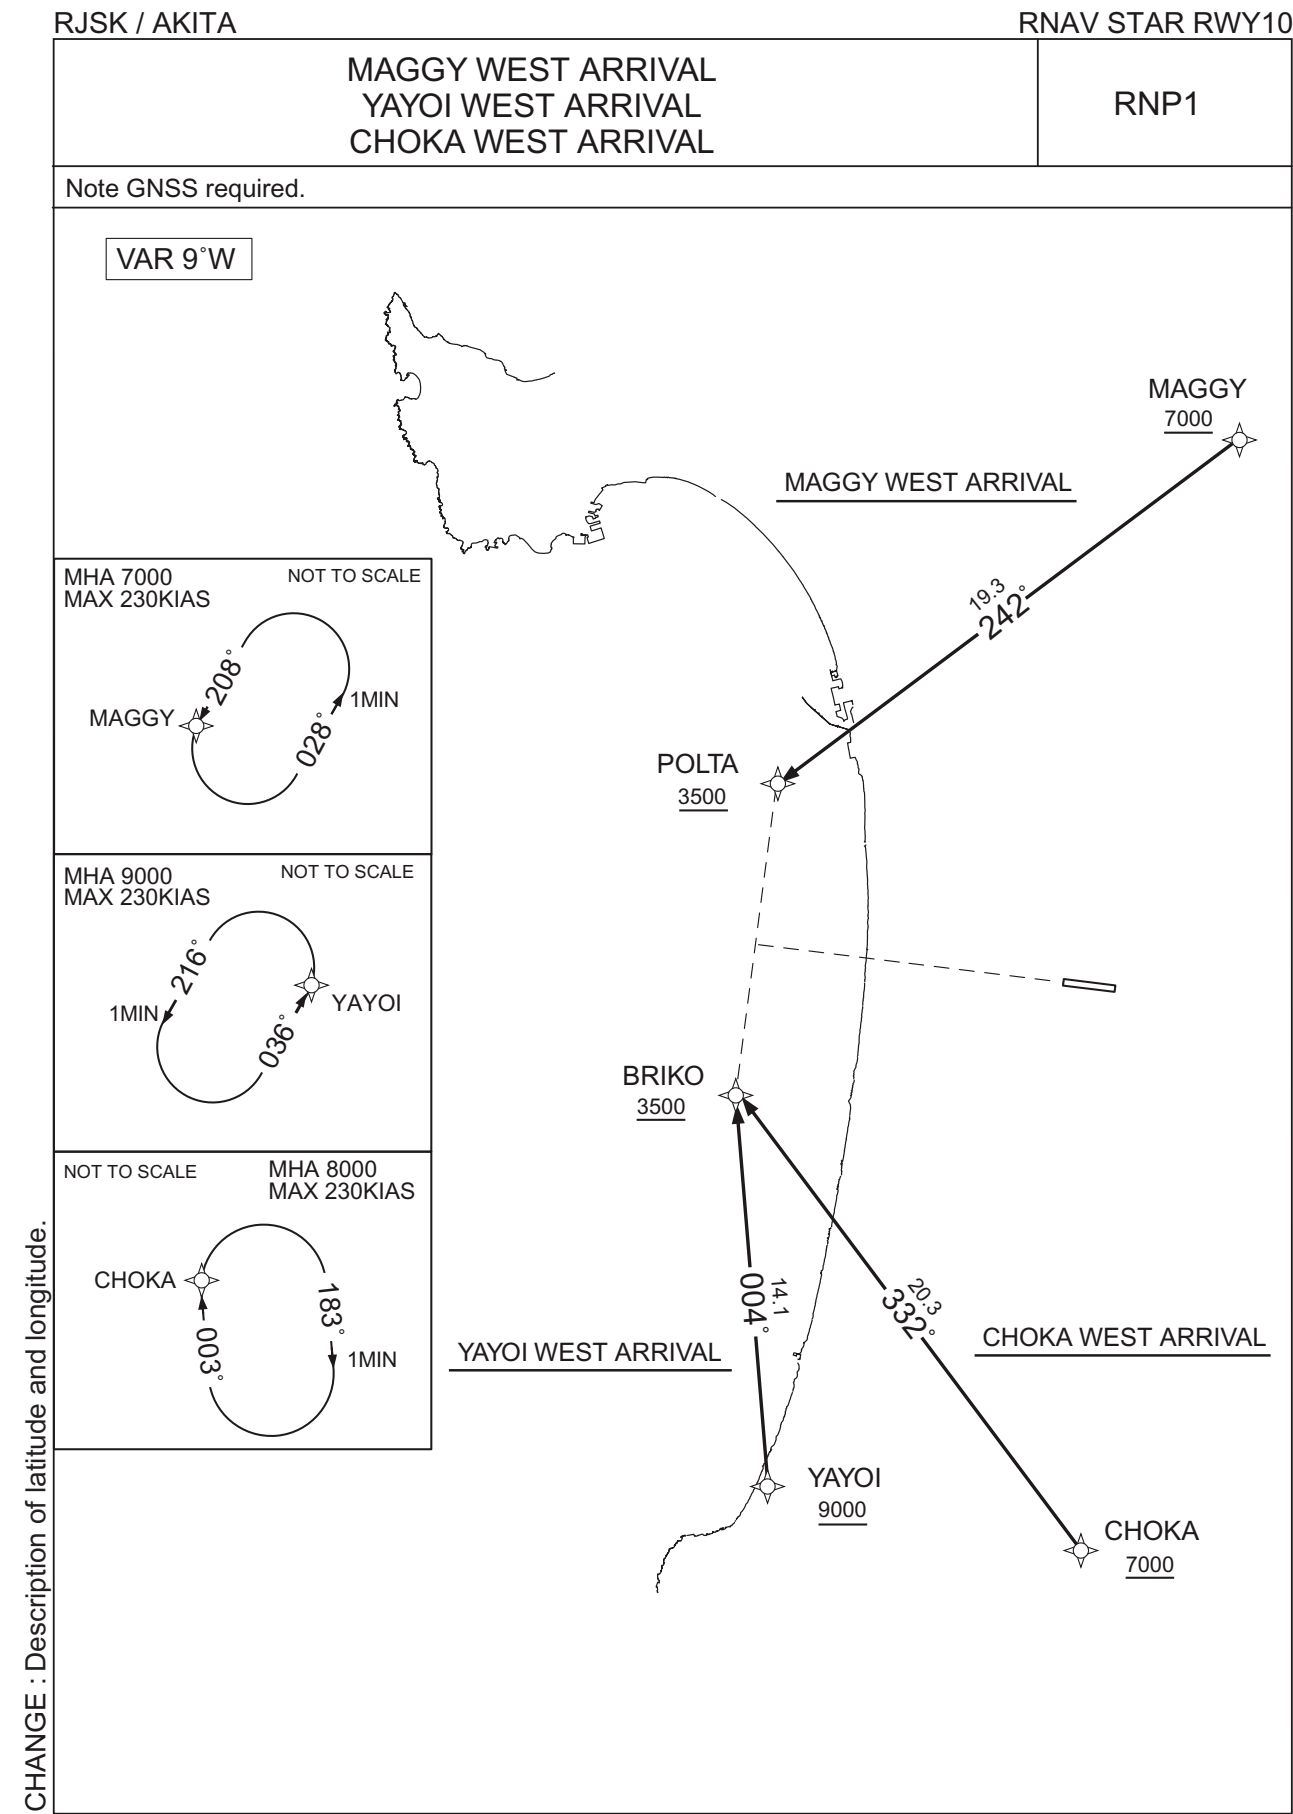 RJSK / AKITA
RNAV STAR RWY10
MAGGY WEST ARRIVAL
YAYOI WEST ARRIVAL
CHOKA WEST ARRIVAL
RNP1
Note GNSS required.
VAR 9°W
MAGGY
7000
MAGGY WEST ARRIVAL
19.3
242°
POLTA
3500
MHA 7000
MAX 230KIAS
NOT TO SCALE
208°
MAGGY
1MIN
028°
MHA 9000
MAX 230KIAS
NOT TO SCALE
216°
1MIN
YAYOI
036°
NOT TO SCALE
MHA 8000
MAX 230KIAS
CHOKA
183°
003°
1MIN
BRIKO
3500
14.1
004°
20.3
332°
YAYOI WEST ARRIVAL
CHOKA WEST ARRIVAL
YAYOI
9000
CHOKA
7000
CHANGE : Description of latitude and longitude.